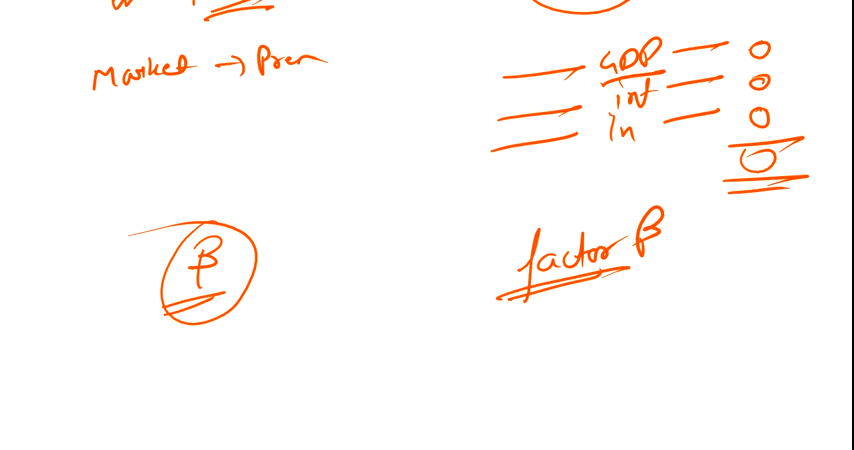 Market → Prem
GDP
int
In
β
factor β